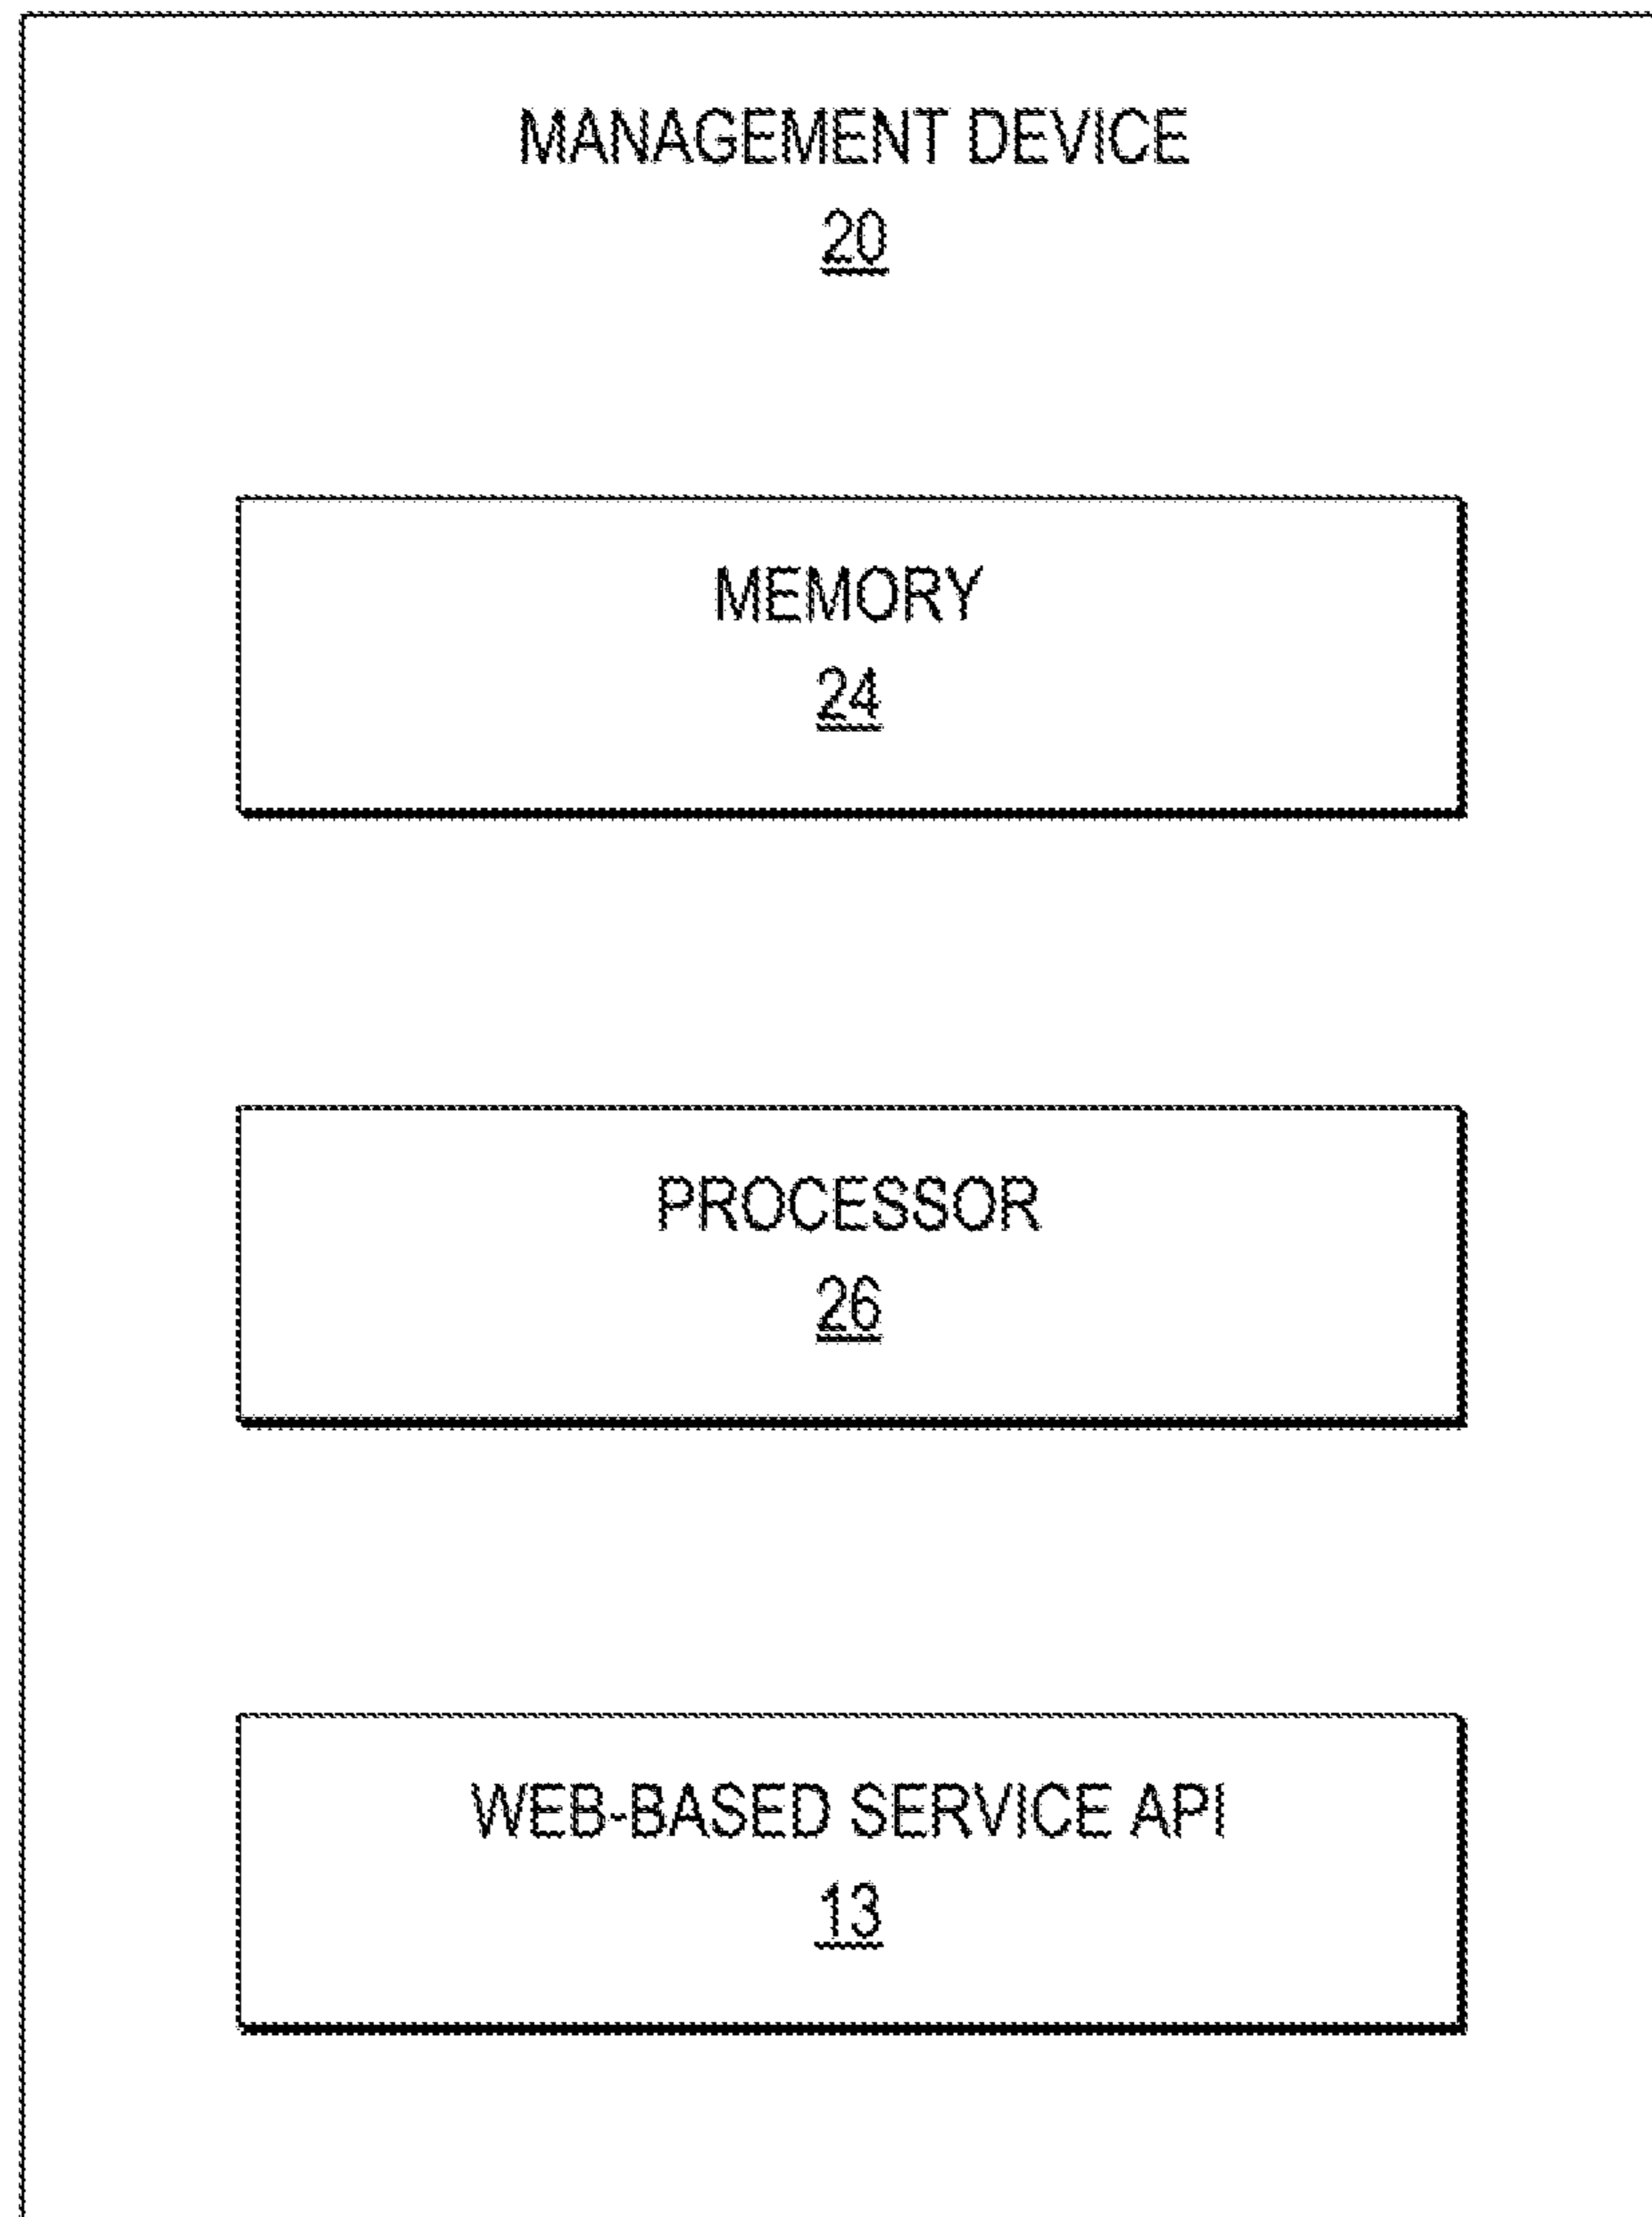 MANAGEMENT DEVICE
20
MEMORY
24
PROCESSOR
26
WEB-BASED SERVICE API
13